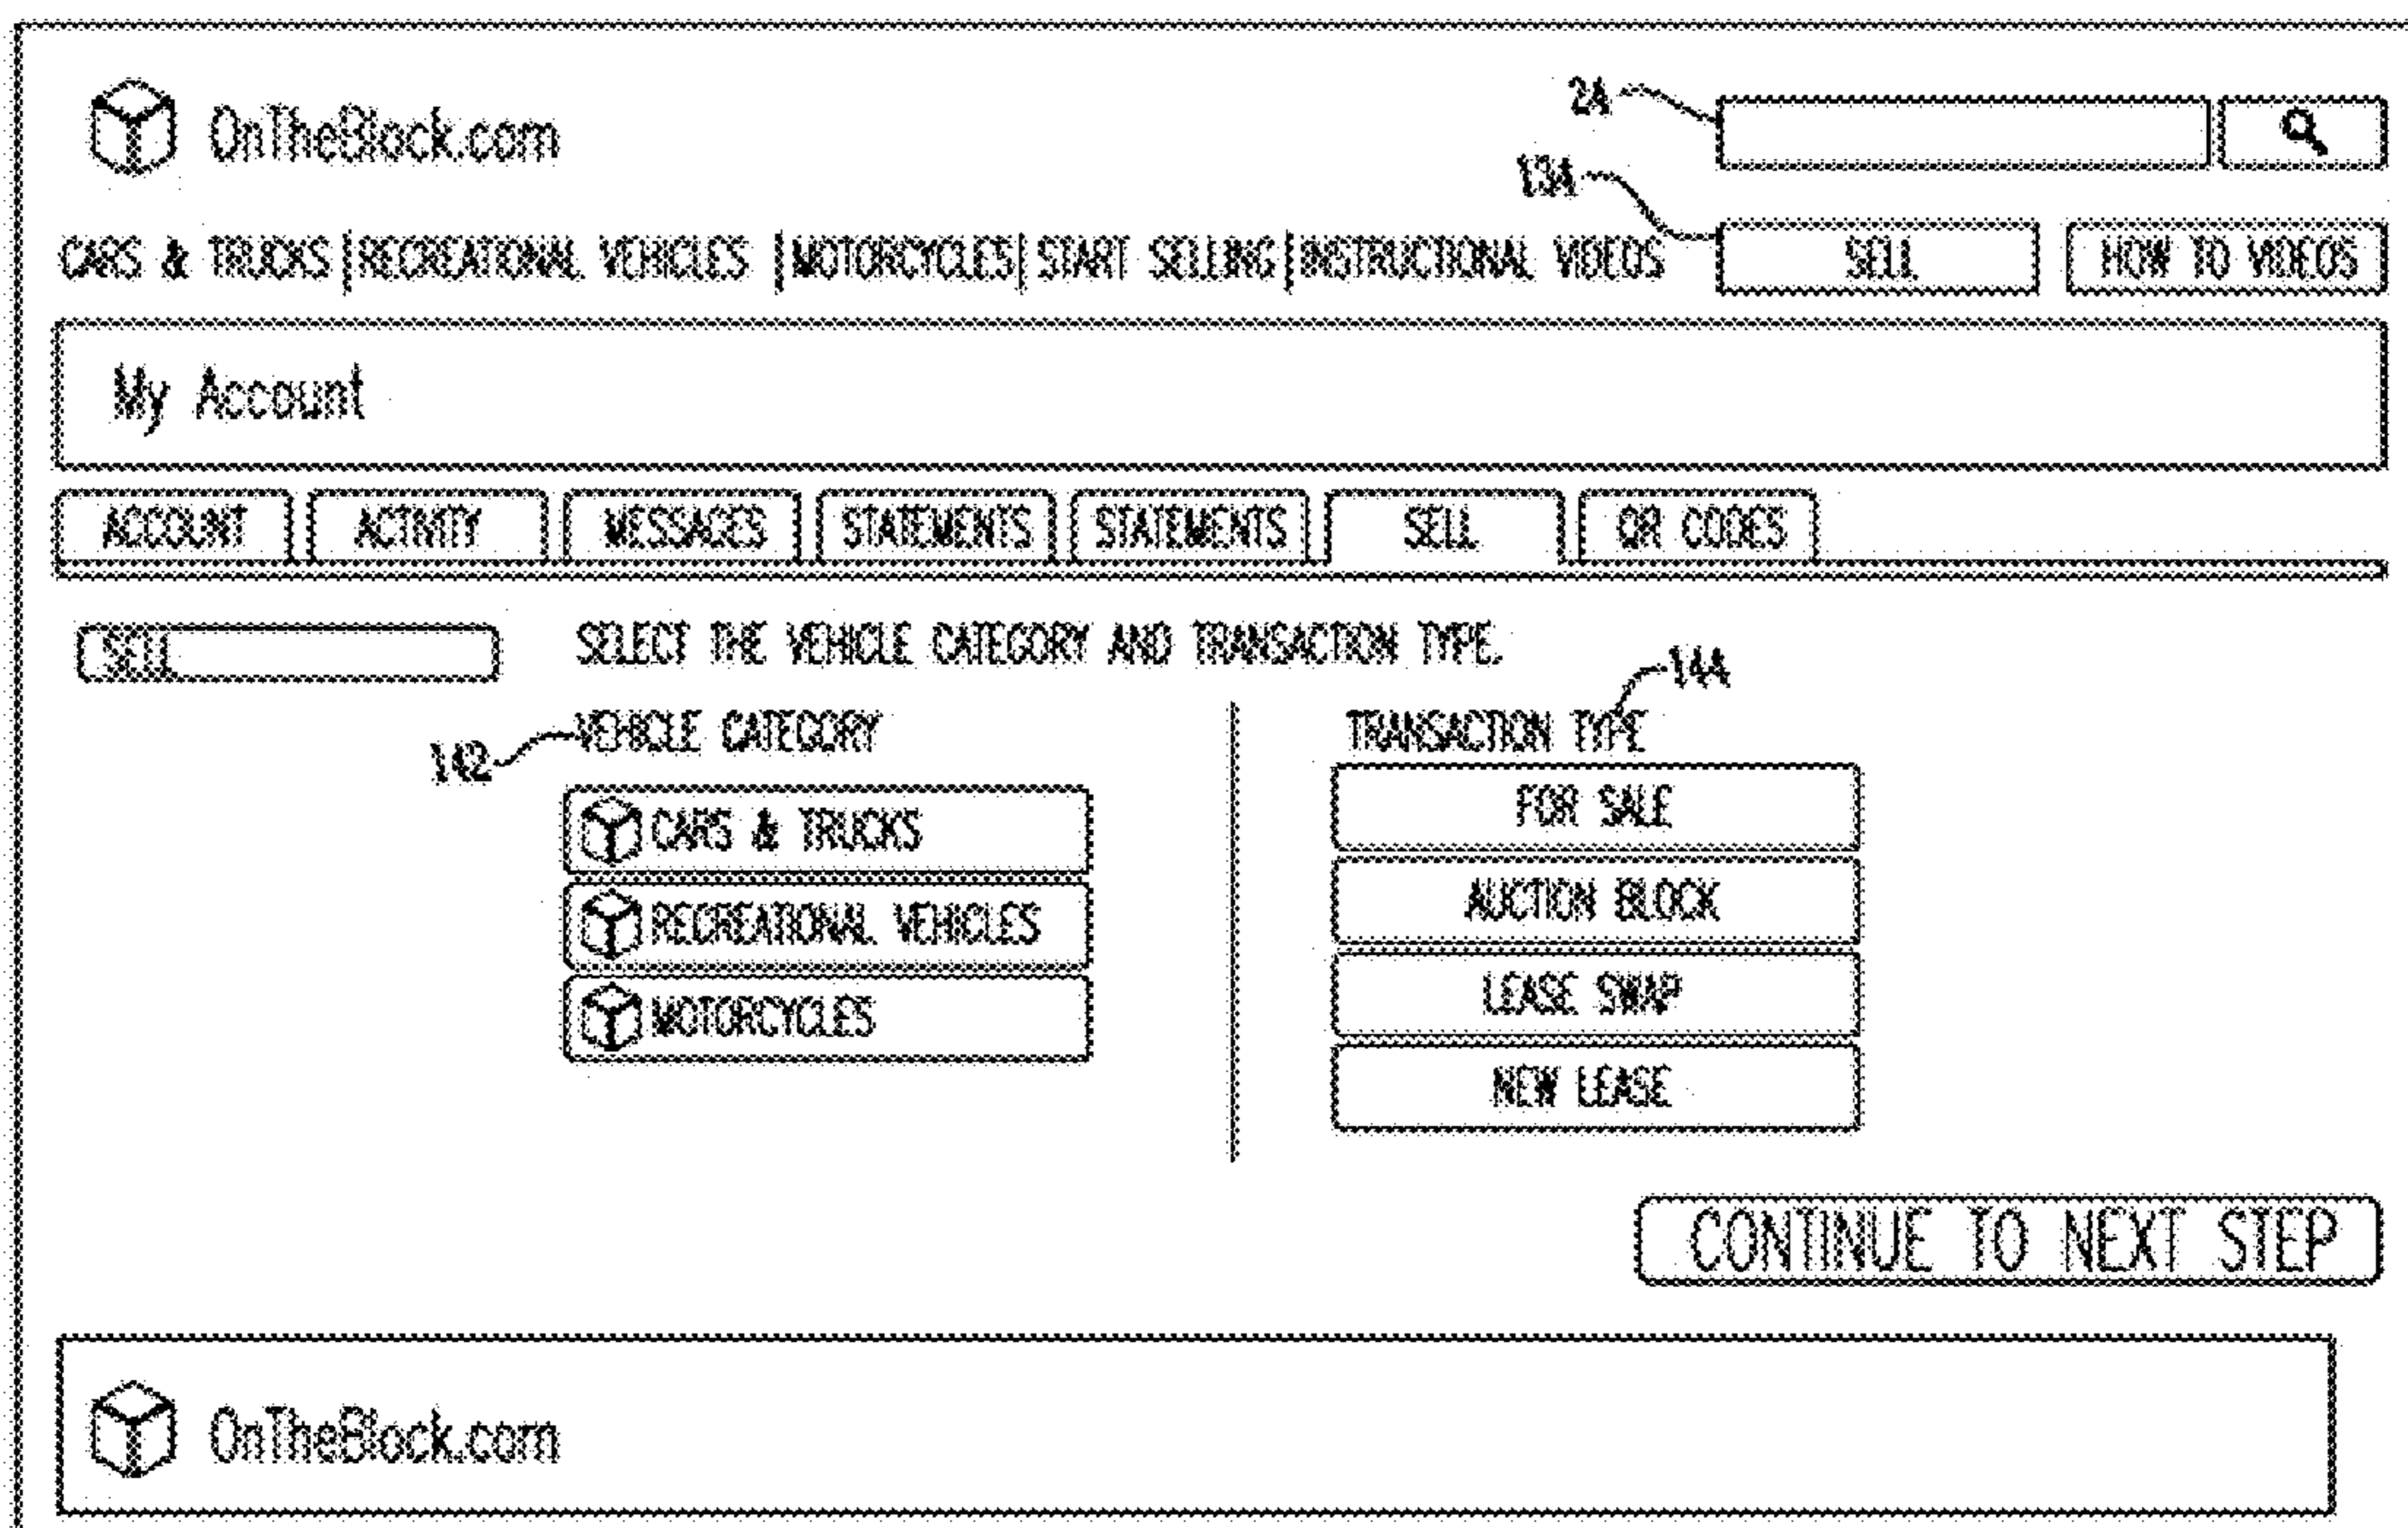 24
OnTheBlock.com
134
CARS & TRUCKS | RECREATIONAL VEHICLES | MOTORCYCLES | START SELLING | INSTRUCTIONAL VIDEOS SELL HOW TO VIDEOS
My Account
ACCOUNT ACTIVITY MESSAGES STATEMENTS STATEMENTS SELL QR CODES
SELL SELECT THE VEHICLE CATEGORY AND TRANSACTION TYPE.
144
142 VEHICLE CATEGORY TRANSACTION TYPE
CARS & TRUCKS FOR SALE
RECREATIONAL VEHICLES AUCTION BLOCK
MOTORCYCLES LEASE SWAP
NEW LEASE
CONTINUE TO NEXT STEP
OnTheBlock.com